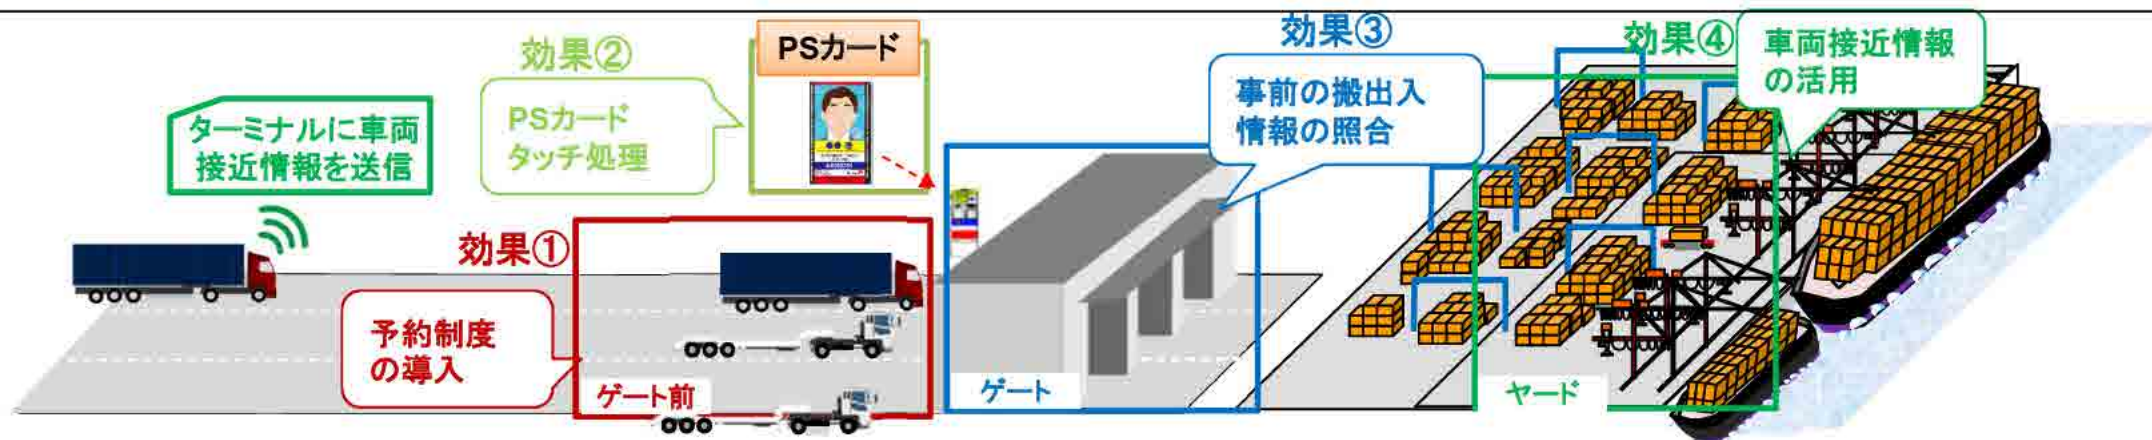 ターミナルに車両
接近情報を送信
効果①
予約制度
の導入
ゲート前
効果②
PSカード
タッチ処理
PSカード
効果③
事前の搬出入
情報の照合
ゲート
効果④
車両接近情報
の活用
ヤード